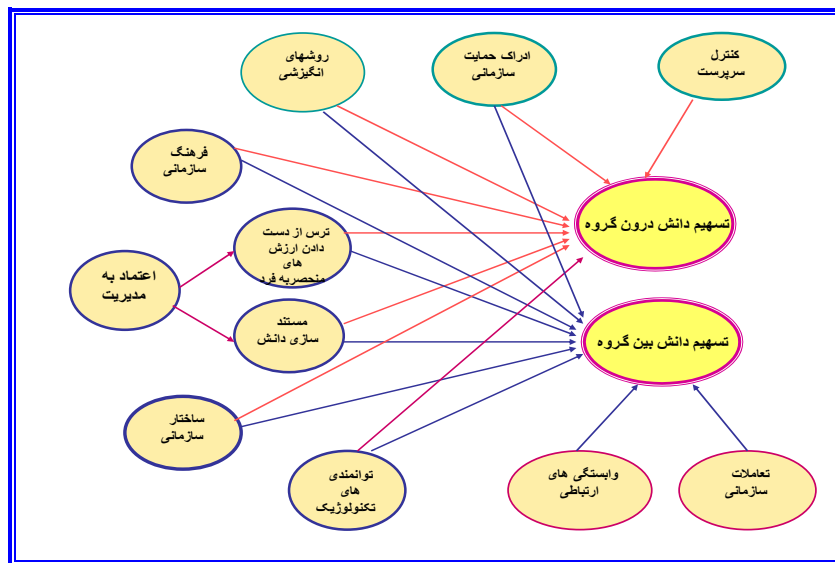 روشهای
انگیزشی
ادراک حمایت
سازمانی
کنترل
سرپرست
فرهنگ
سازمانی
تسهیم دانش درون گروه
ترس از دست
دادن ارزش
های
منحصربه فرد
اعتماد به
مدیریت
مستند
سازی دانش
تسهیم دانش بین گروه
ساختار
سازمانی
توانمندی
های
تکنولوژیک
وابستگی های
ارتباطی
تعاملات
سازمانی